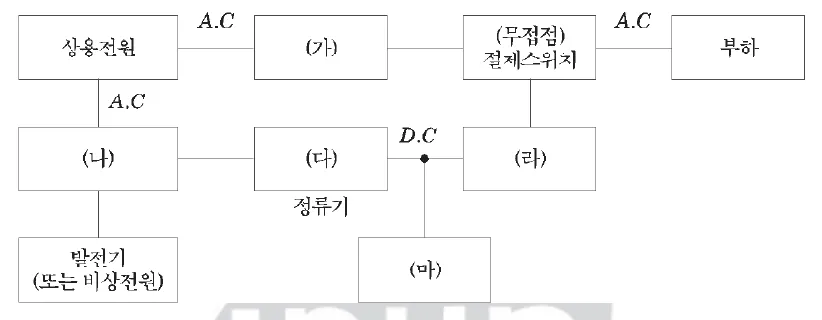 A.C
A.C
상용전원
(가)
(무접점)
절제스위치
부하
A.C
D.C
(나)
(다)
(라)
정류기
발전기
(또는 비상전원)
(마)